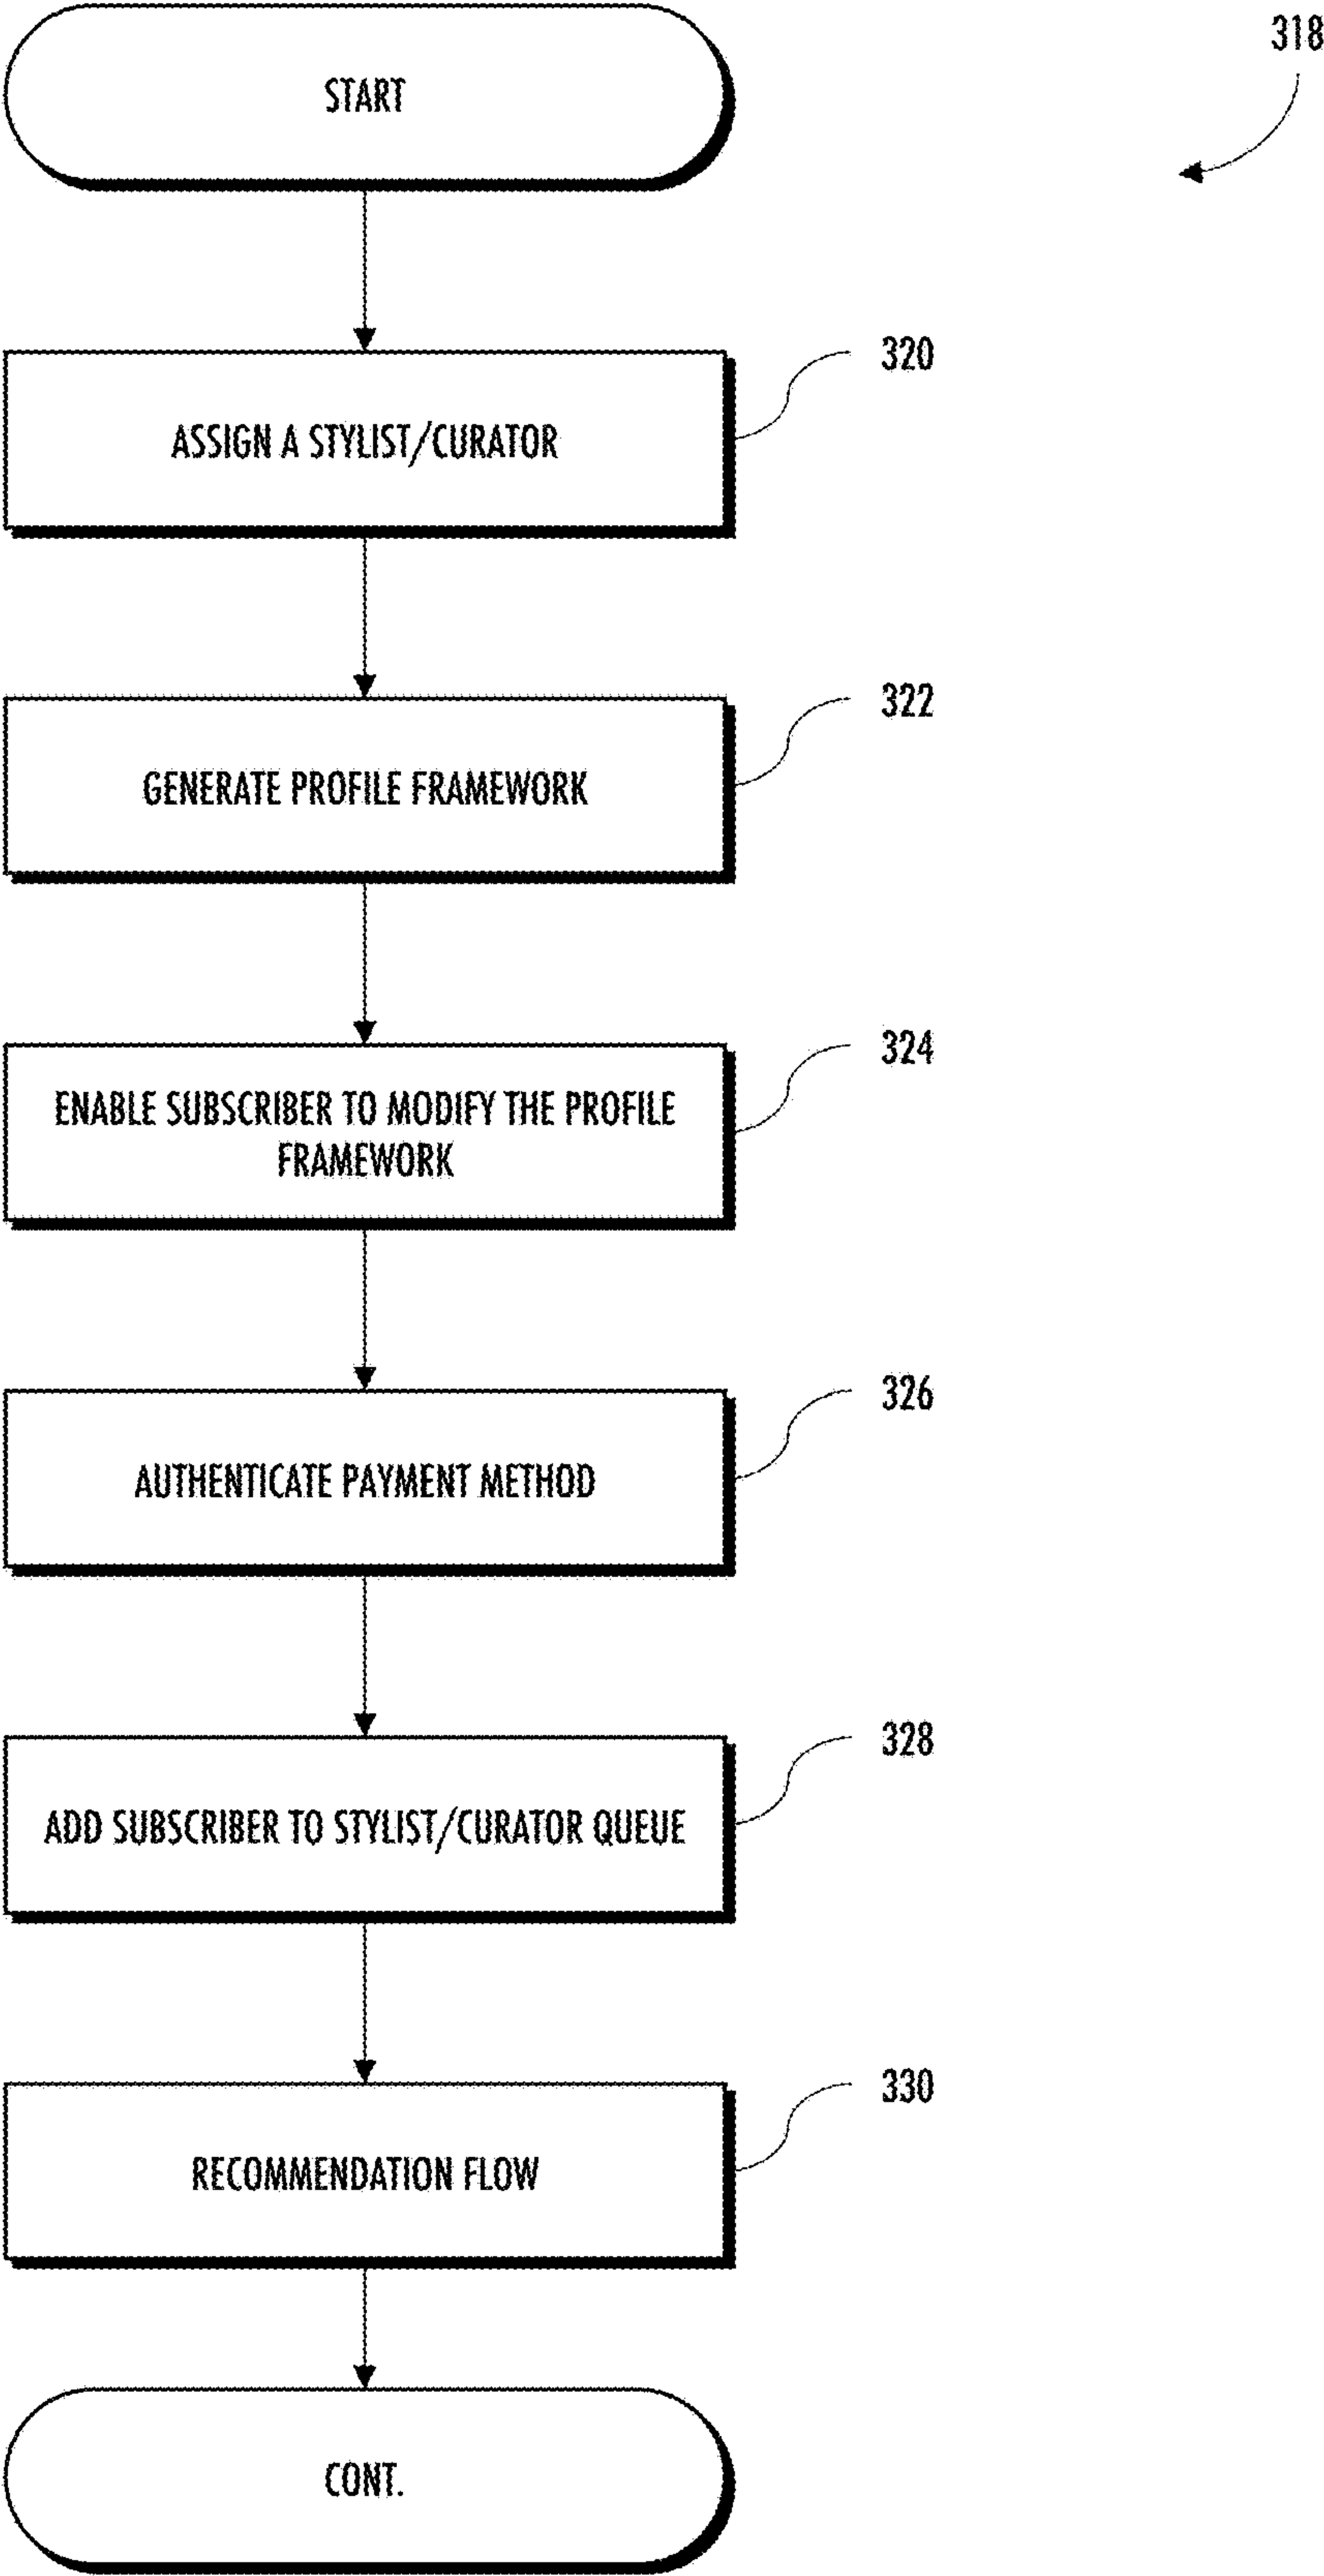 318
START
320
ASSIGN A STYLIST/CURATOR
322
GENERATE PROFILE FRAMEWORK
324
ENABLE SUBSCRIBER TO MODIFY THE PROFILE
FRAMEWORK
326
AUTHENTICATE PAYMENT METHOD
328
ADD SUBSCRIBER TO STYLIST/CURATOR QUEUE
330
RECOMMENDATION FLOW
CONT.